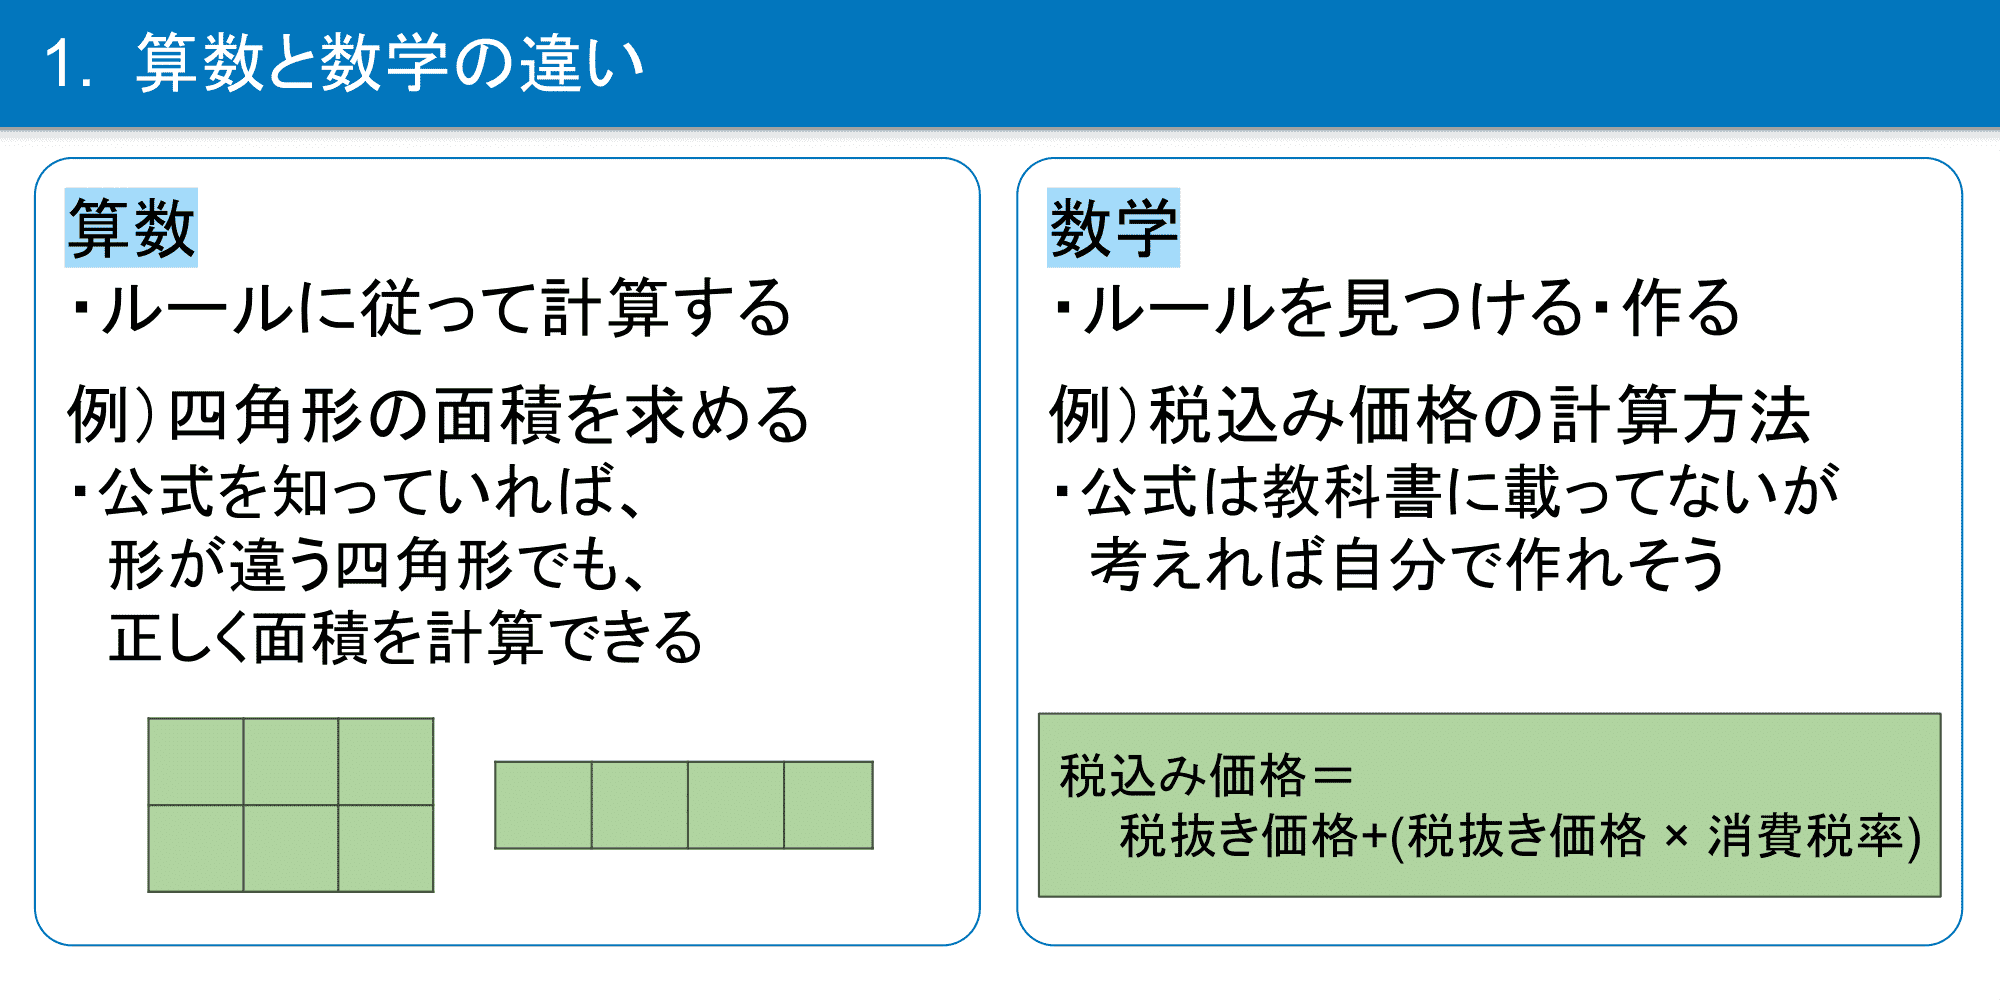 1. 算数と数学の違い
算数
・ルールに従って計算する
例）四角形の面積を求める
・公式を知っていれば、
形が違う四角形でも、
正しく面積を計算できる
数学
・ルールを見つける・作る
例）税込み価格の計算方法
・公式は教科書に載ってないが
考えれば自分で作れそう
税込み価格＝
税抜き価格+(税抜き価格 × 消費税率)